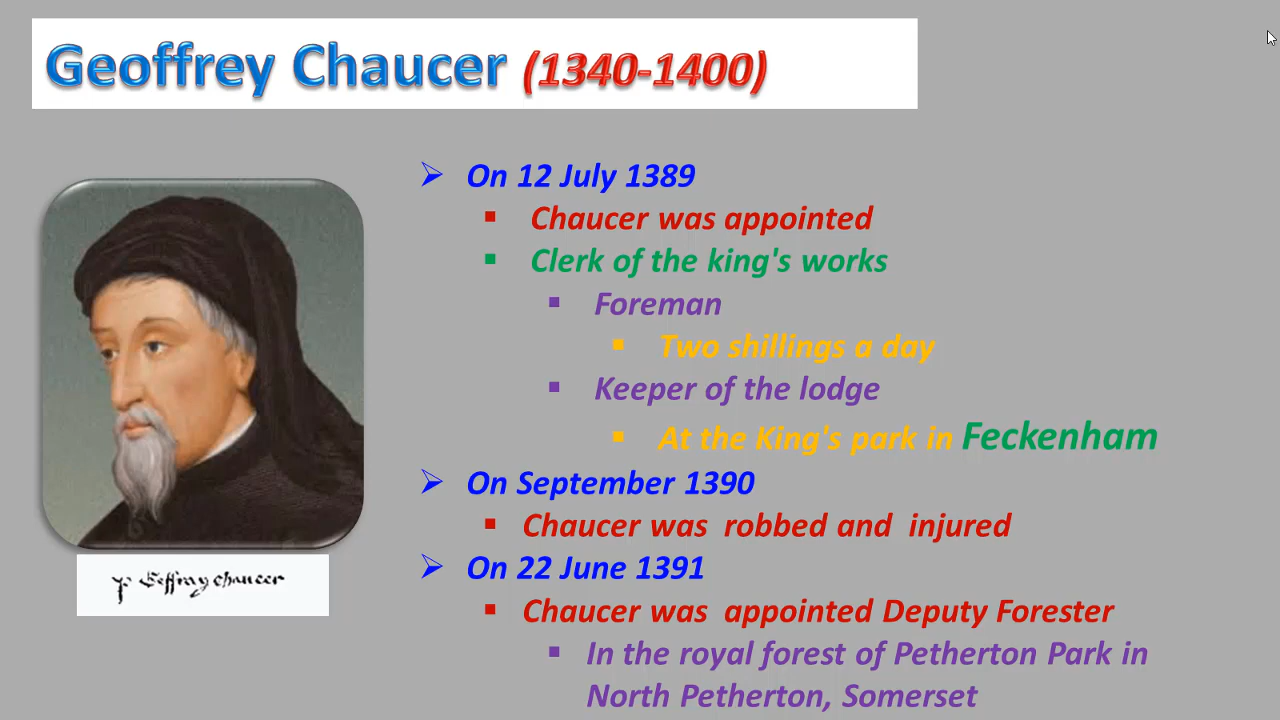 Geoffrey Chaucer (1340-1400)
On 12 July 1389
Chaucer was appointed
Clerk of the king's works
Foreman
Two shillings a day
Keeper of the lodge
At the King's park in Feckenham
On September 1390
Chaucer was robbed and injured
On 22 June 1391
Chaucer was appointed Deputy Forester
In the royal forest of Petherton Park in
North Petherton, Somerset
Geffray chaucer